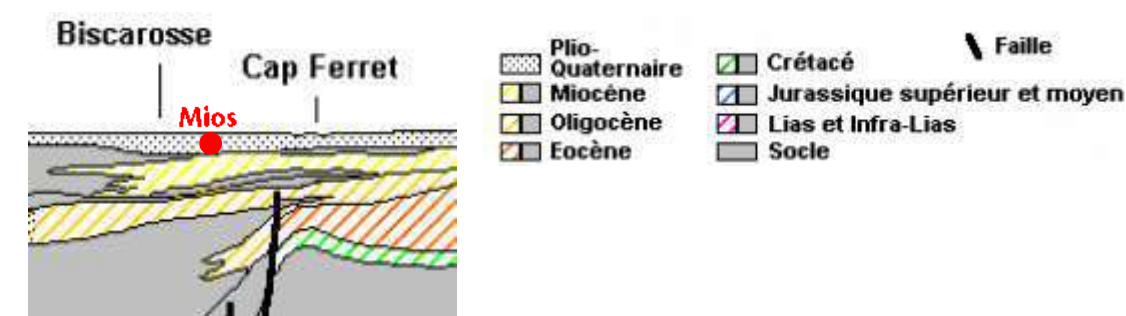 Biscarosse
Cap Ferret
Mios
Plio-
Quaternaire
Miocène
Oligocène
Eocène
Crétacé
Jurassique supérieur et moyen
Lias et Infra-Lias
Socle
Faille